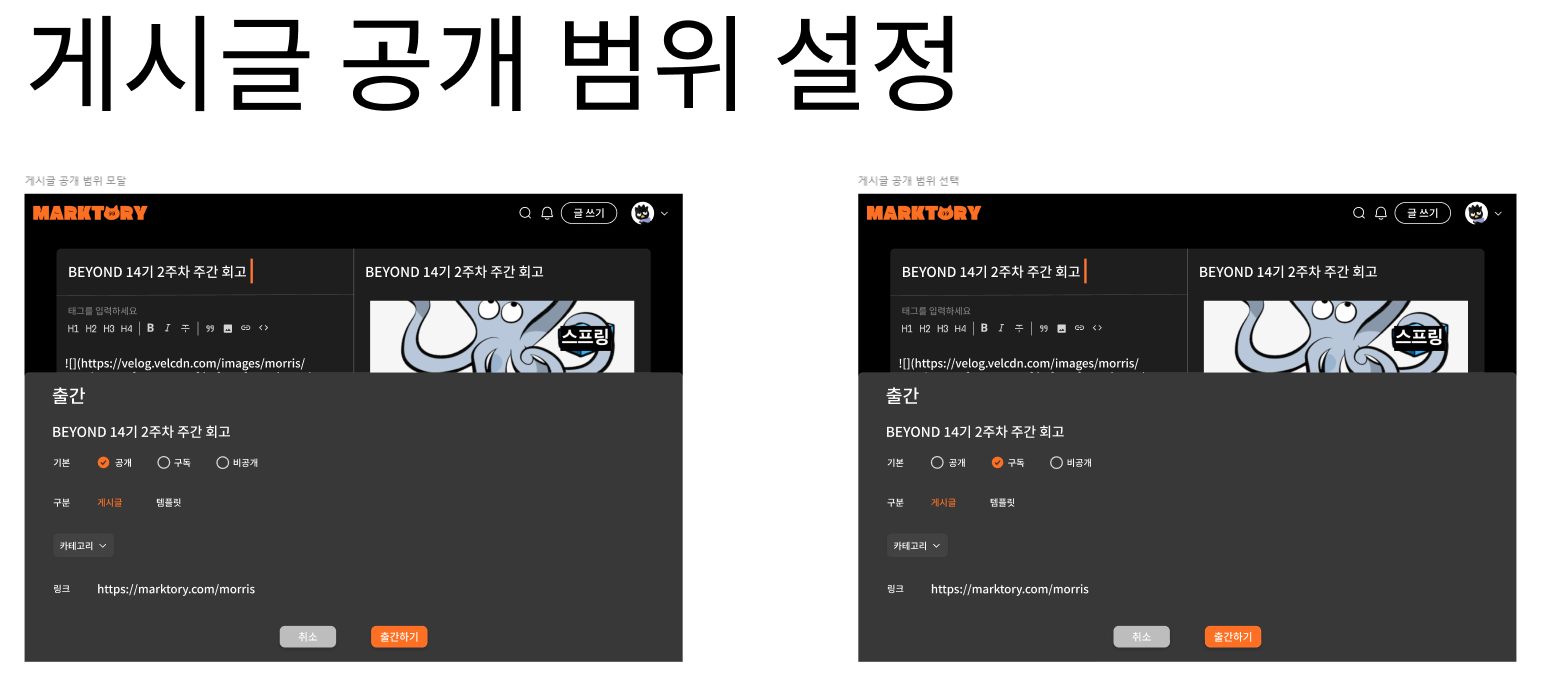 게시글 공개 범위 설정
게시글 공개 범위 모달
MARKTORY
글 쓰기
BEYOND 14기 2주차 주간 회고
BEYOND 14기 2주차 주간 회고
태그를 입력하세요
H1 H2 H3 H4 B I T
스프링
![](https://velog.velcdn.com/images/morris/
출간
BEYOND 14기 2주차 주간 회고
기본 공개 구독 비공개
구분 게시글 템플릿
카테고리
링크 https://marktory.com/morris
취소 출간하기
게시글 공개 범위 선택
MARKTORY
글 쓰기
BEYOND 14기 2주차 주간 회고
BEYOND 14기 2주차 주간 회고
태그를 입력하세요
H1 H2 H3 H4 B I T
스프링
![](https://velog.velcdn.com/images/morris/
출간
BEYOND 14기 2주차 주간 회고
기본 공개 구독 비공개
구분 게시글 템플릿
카테고리
링크 https://marktory.com/morris
취소 출간하기